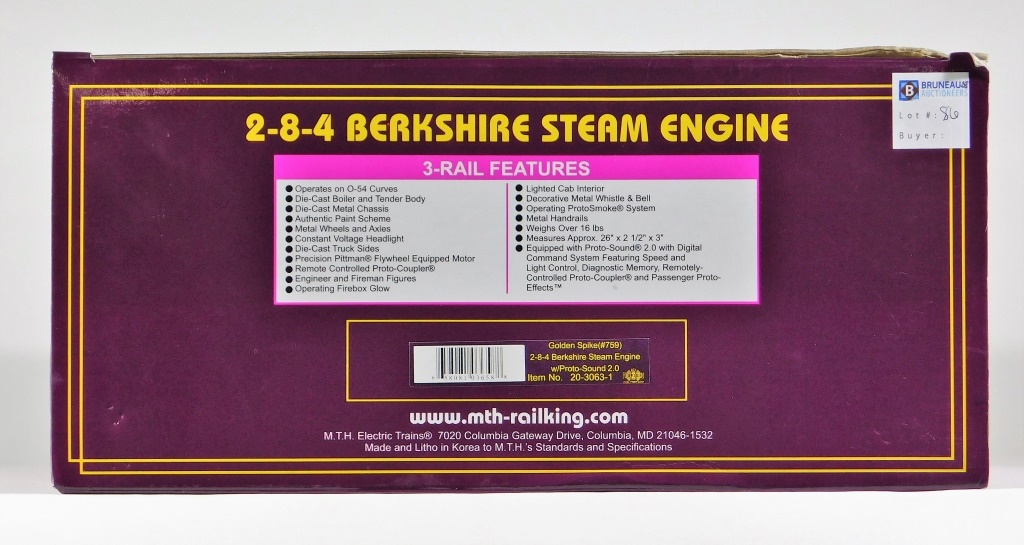 BRUNEAU &
AUCTIONEERS
Lot #: 86
Buyer:
2-8-4 BERKSHIRE STEAM ENGINE
3-RAIL FEATURES
● Operates on O-54 Curves
● Die-Cast Boiler and Tender Body
● Die-Cast Metal Chassis
● Authentic Paint Scheme
● Metal Wheels and Axles
● Constant Voltage Headlight
● Die-Cast Truck Sides
● Precision Pittman® Flywheel Equipped Motor
● Remote Controlled Proto-Coupler®
● Engineer and Fireman Figures
● Operating Firebox Glow
● Lighted Cab Interior
● Decorative Metal Whistle & Bell
● Operating ProtoSmoke® System
● Metal Handrails
● Weighs Over 16 lbs
● Measures Approx. 26" x 2 1/2" x 3"
● Equipped with Proto-Sound® 2.0 with Digital
Command System Featuring Speed and
Light Control, Diagnostic Memory, Remotely-
Controlled Proto-Coupler® and Passenger Proto-
Effects™
Golden Spike(#759)
2-8-4 Berkshire Steam Engine
w/Proto-Sound 2.0
Item No. 20-3063-1
www.mth-railking.com
M.T.H. Electric Trains® 7020 Columbia Gateway Drive, Columbia, MD 21046-1532
Made and Litho in Korea to M.T.H.'s Standards and Specifications